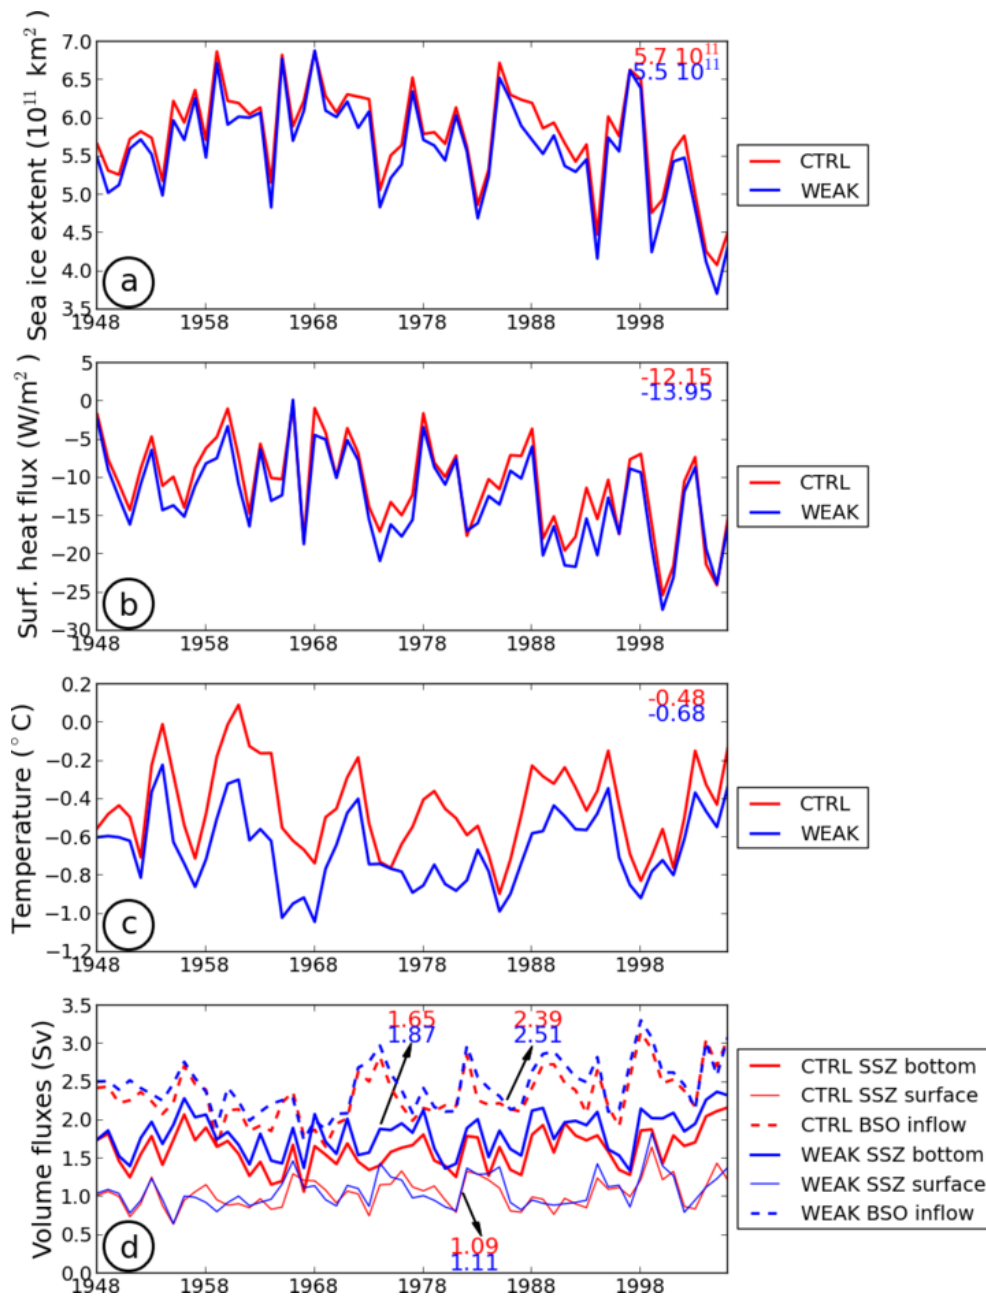 Sea ice extent (10¹¹ km²)
7.0
6.5
6.0
5.5
5.0
4.5
4.0
3.5
1948 1958 1968 1978 1988 1998
5.7 10¹¹
5.5 10¹¹
a
CTRL
WEAK
Surf. heat flux (W/m²)
5
0
−5
−10
−15
−20
−25
−30
1948 1958 1968 1978 1988 1998
-12.15
-13.95
b
CTRL
WEAK
Temperature (°C)
0.2
0.0
−0.2
−0.4
−0.6
−0.8
−1.0
−1.2
1948 1958 1968 1978 1988 1998
-0.48
-0.68
c
CTRL
WEAK
Volume fluxes (Sv)
3.5
3.0
2.5
2.0
1.5
1.0
0.5
0.0
1948 1958 1968 1978 1988 1998
1.65
1.87
2.39
2.51
1.09
1.11
d
CTRL SSZ bottom
CTRL SSZ surface
CTRL BSO inflow
WEAK SSZ bottom
WEAK SSZ surface
WEAK BSO inflow